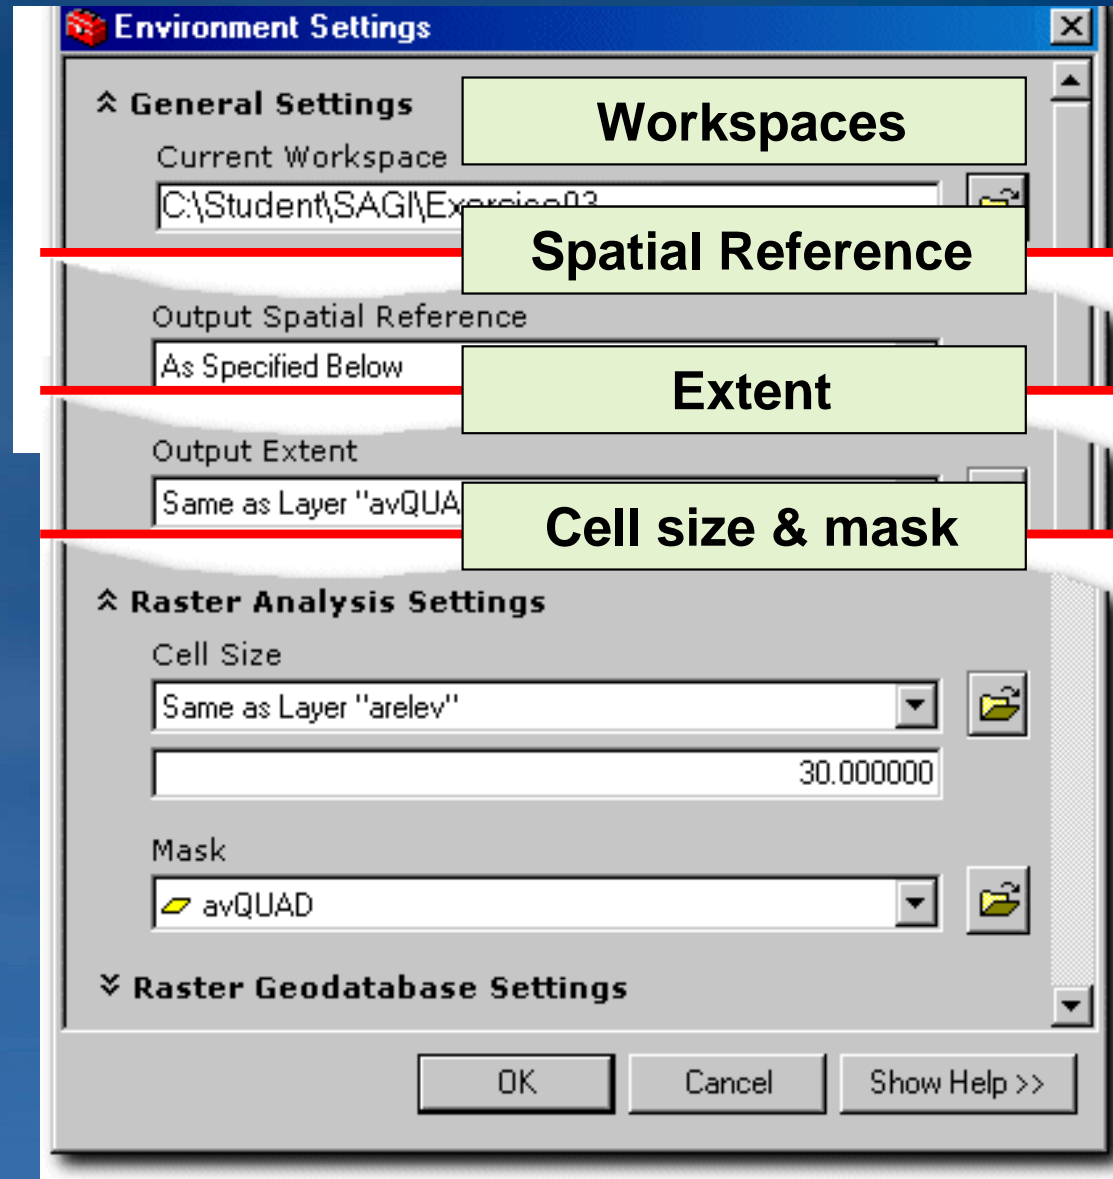 Environment Settings
General Settings
Workspaces
Current Workspace
C:\Student\SAGI\Exercise03
Spatial Reference
Output Spatial Reference
As Specified Below
Extent
Output Extent
Same as Layer "avQUA
Cell size & mask
Raster Analysis Settings
Cell Size
Same as Layer "arelev"
30.000000
Mask
avQUAD
Raster Geodatabase Settings
OK Cancel Show Help >>